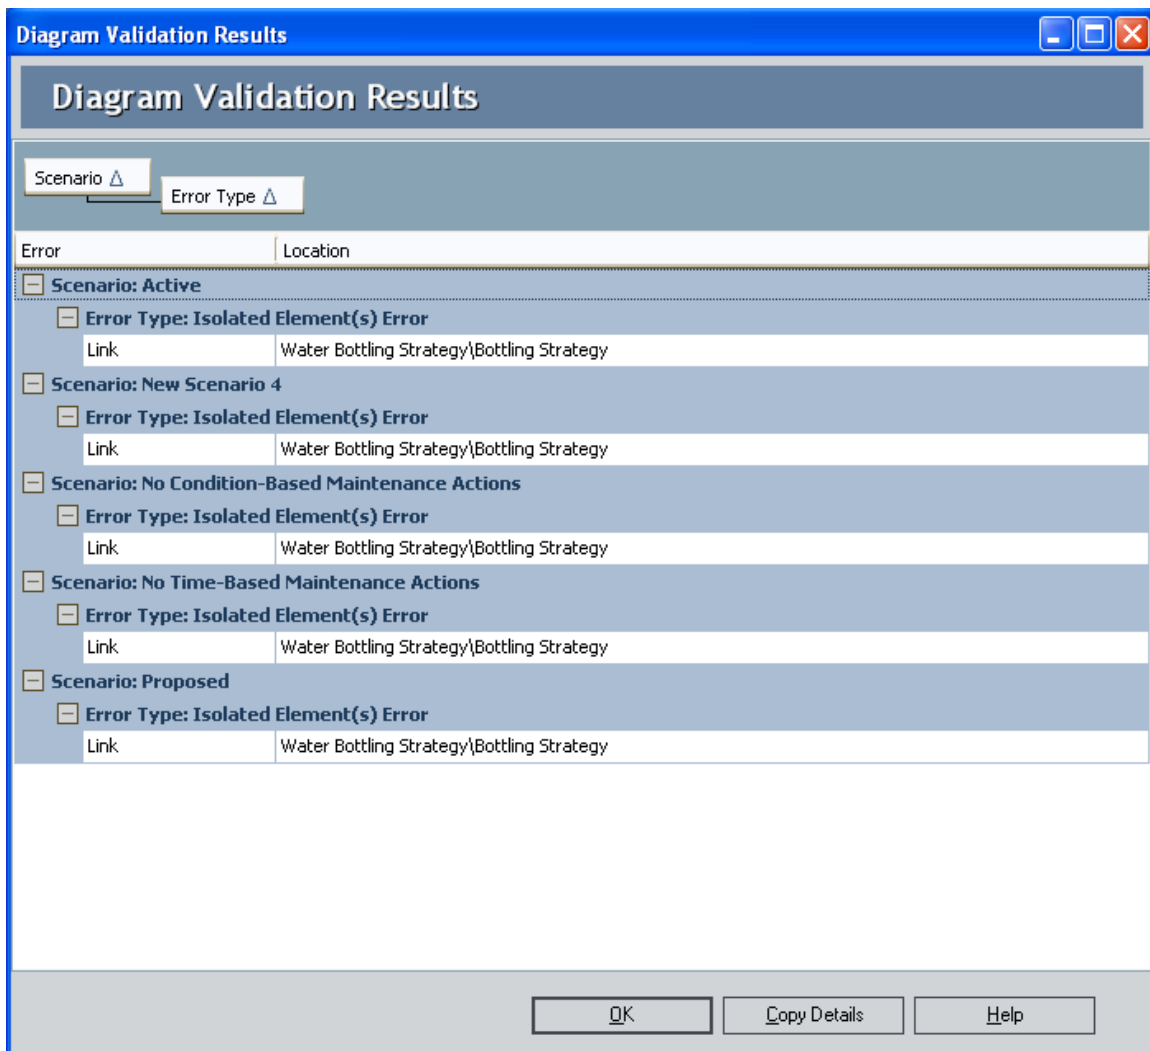 Diagram Validation Results
Diagram Validation Results
Scenario
Error Type
Error Location
Scenario: Active
Error Type: Isolated Element(s) Error
Link Water Bottling Strategy\Bottling Strategy
Scenario: New Scenario 4
Error Type: Isolated Element(s) Error
Link Water Bottling Strategy\Bottling Strategy
Scenario: No Condition-Based Maintenance Actions
Error Type: Isolated Element(s) Error
Link Water Bottling Strategy\Bottling Strategy
Scenario: No Time-Based Maintenance Actions
Error Type: Isolated Element(s) Error
Link Water Bottling Strategy\Bottling Strategy
Scenario: Proposed
Error Type: Isolated Element(s) Error
Link Water Bottling Strategy\Bottling Strategy
OK Copy Details Help